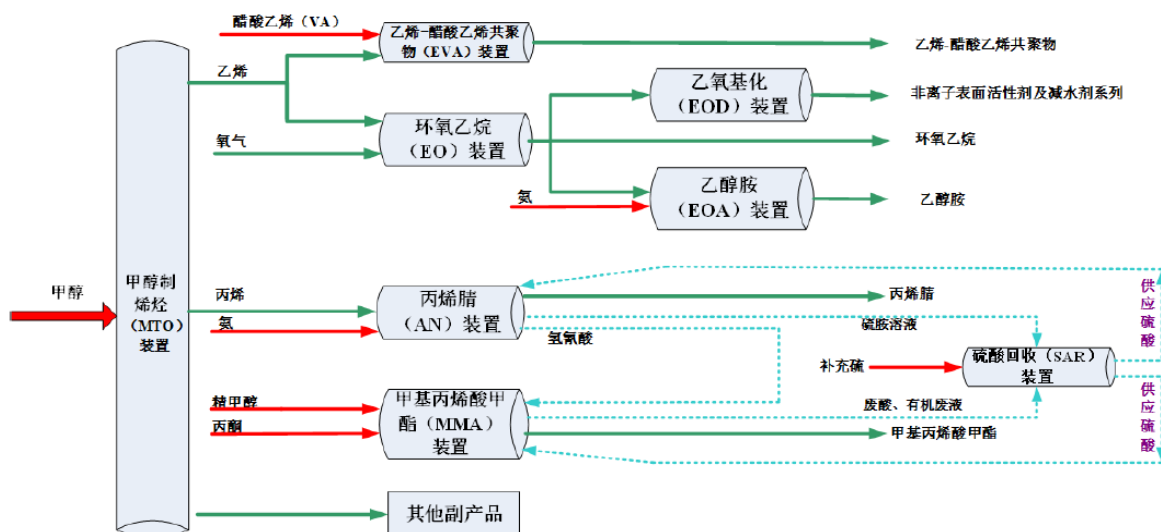 醋酸乙烯（VA）
乙烯-醋酸乙烯共聚
物（EVA）装置
乙烯-醋酸乙烯共聚物
乙烯
乙氧基化
（EOD）装置
非离子表面活性剂及减水剂系列
氧气
环氧乙烷
（EO）装置
环氧乙烷
氨
乙醇胺
（EOA）装置
乙醇胺
甲醇
甲醇制
烯烃
（MTO）
装置
丙烯
氨
丙烯腈
（AN）装置
丙烯腈
氢氰酸
硫胺溶液
供应硫酸
补充硫
硫酸回收（SAR）
装置
精甲醇
丙酮
甲基丙烯酸甲
酯（MMA）
装置
废酸、有机废液
甲基丙烯酸甲酯
供应硫酸
其他副产品